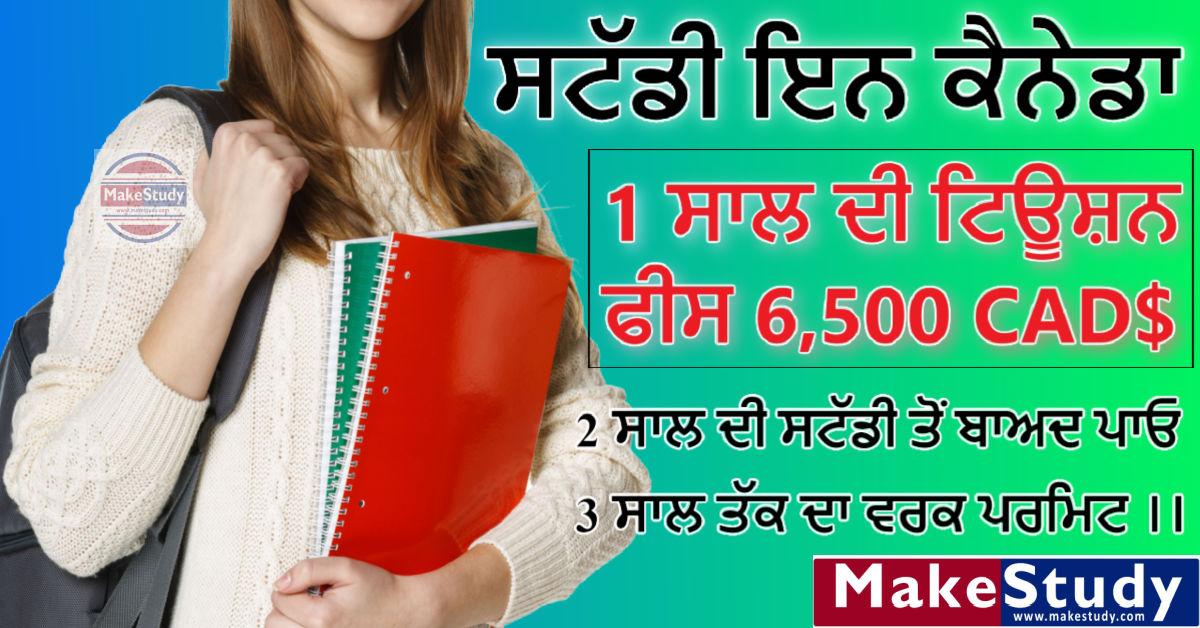 ਸਟੱਡੀ ਇਨ ਕੈਨੇਡਾ
1 ਸਾਲ ਦੀ ਟਿਊਸ਼ਨ
ਫੀਸ 6,500 CAD$
2 ਸਾਲ ਦੀ ਸਟੱਡੀ ਤੋਂ ਬਾਅਦ ਪਾਓ
3 ਸਾਲ ਤੱਕ ਦਾ ਵਰਕ ਪਰਮਿਟ ।।
MakeStudy
www.makestudy.com
MakeStudy
www.makestudy.com